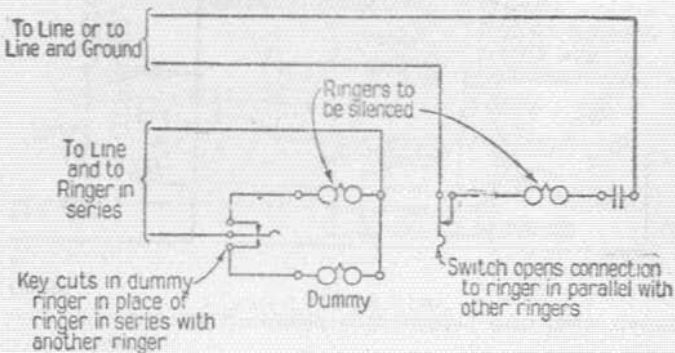 To Line or to
Line and Ground
Ringers to
be silenced
To Line
and to
Ringer in
series
Key cuts in dummy
ringer in place of
ringer in series with
another ringer
Dummy
Switch opens connection
to ringer in parallel with
other ringers